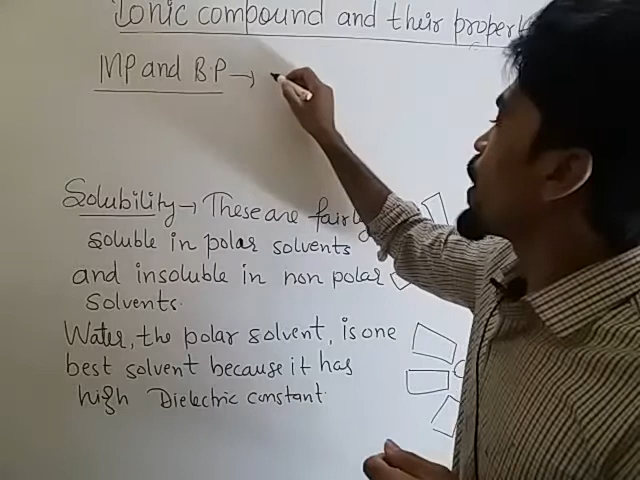 Ionic compound and their propert
MP and B.P →
Solubility → These are fairly
soluble in polar solvents
and insoluble in non polar
solvents.
Water, the polar solvent, is one
best solvent because it has
high Dielectric constant.